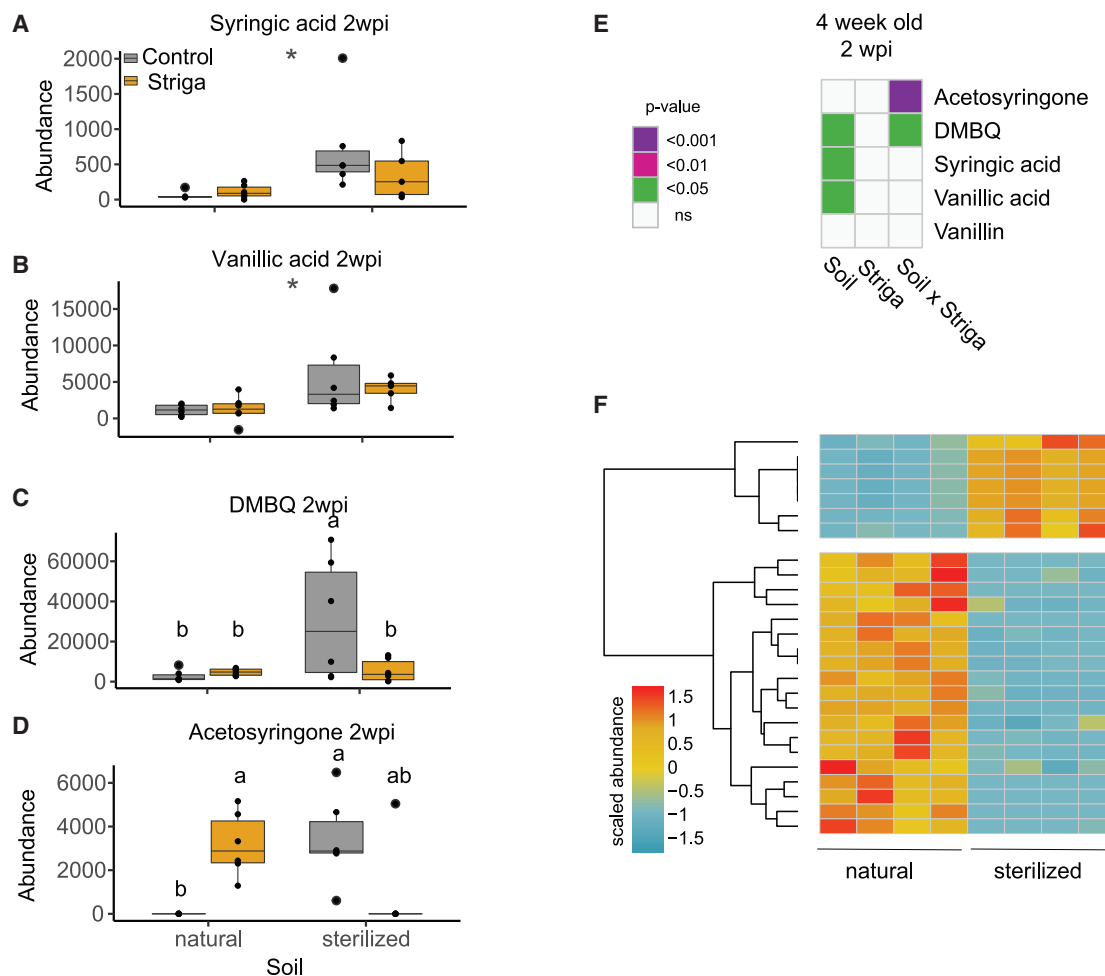 A
Syringic acid 2wpi
Control
Striga
*
Abundance
2000
1500
1000
500
0
B
Vanillic acid 2wpi
*
Abundance
15000
10000
5000
0
C
DMBQ 2wpi
a
b
b
b
Abundance
60000
40000
20000
0
D
Acetosyringone 2wpi
a
a
ab
b
Abundance
6000
4000
2000
0
natural
sterilized
Soil
E
4 week old
2 wpi
p-value
<0.001
<0.01
<0.05
ns
Acetosyringone
DMBQ
Syringic acid
Vanillic acid
Vanillin
Soil
Striga
Soil x Striga
F
scaled abundance
1.5
1
0.5
0
−0.5
−1
−1.5
natural
sterilized